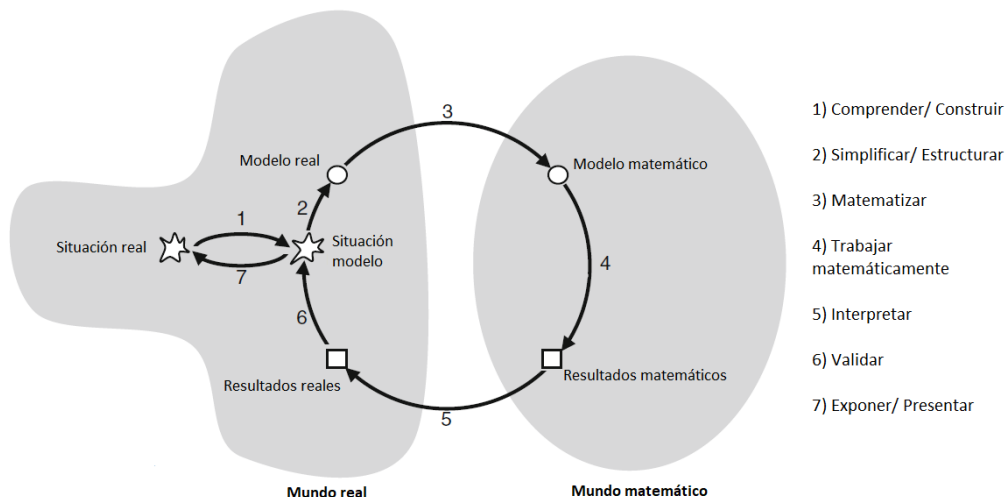 3
1) Comprender/ Construir
Modelo real
Modelo matemático
2) Simplificar/ Estructurar
2
3) Matematizar
1
Situación real
Situación
modelo
7
4
4) Trabajar
matemáticamente
6
5) Interpretar
6) Validar
Resultados reales
Resultados matemáticos
5
7) Exponer/ Presentar
Mundo real
Mundo matemático